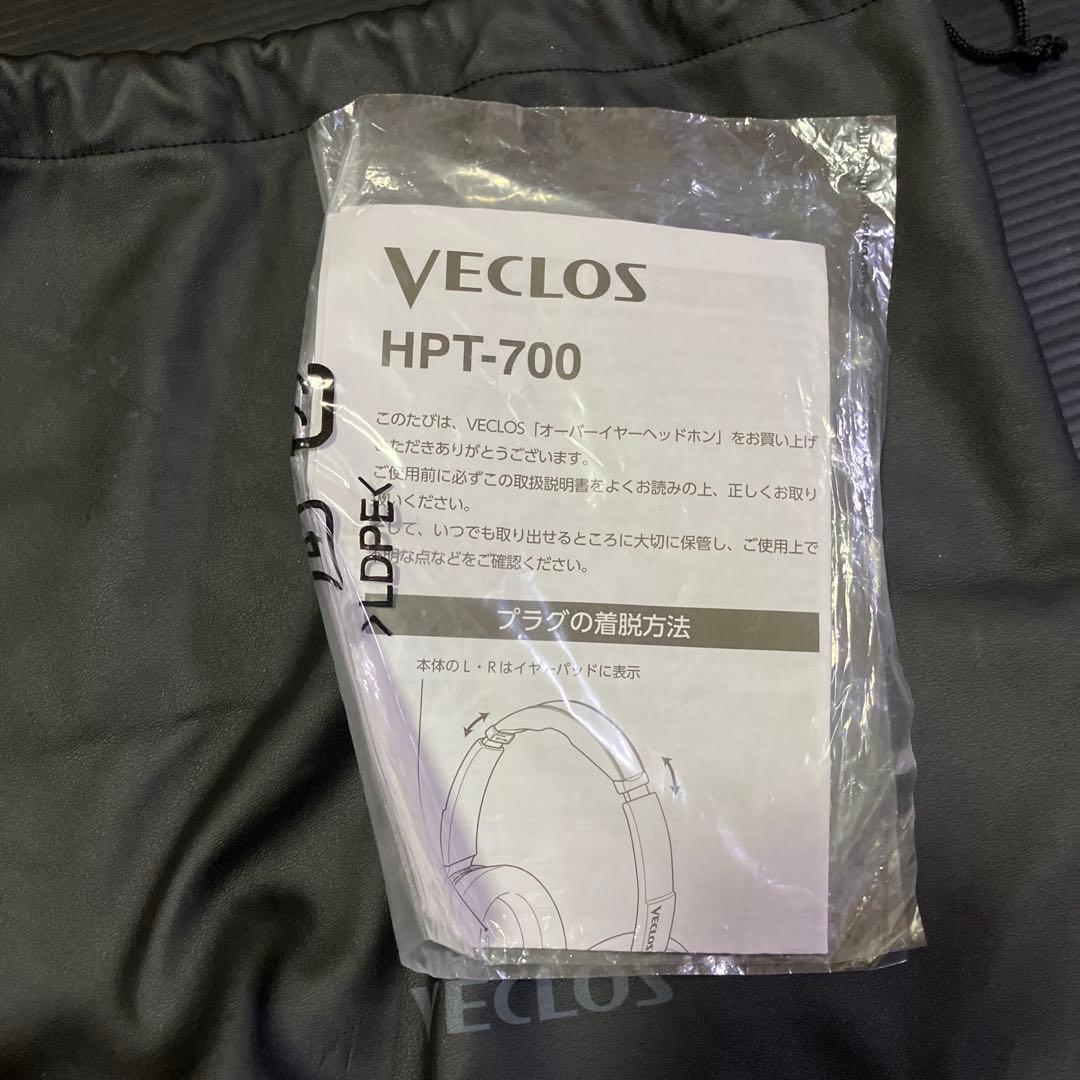 VECLOS
HPT-700
このたびは、VECLOS「オーバーイヤーヘッドホン」をお買い上げ
いただきありがとうございます。
ご使用前に必ずこの取扱説明書をよくお読みの上、正しくお取り
いください。
して、いつでも取り出せるところに大切に保管し、ご使用上で
明な点などをご確認ください。
>LDPE<
プラグの着脱方法
本体のL・Rはイヤーパッドに表示
VECLOS
VECLOS